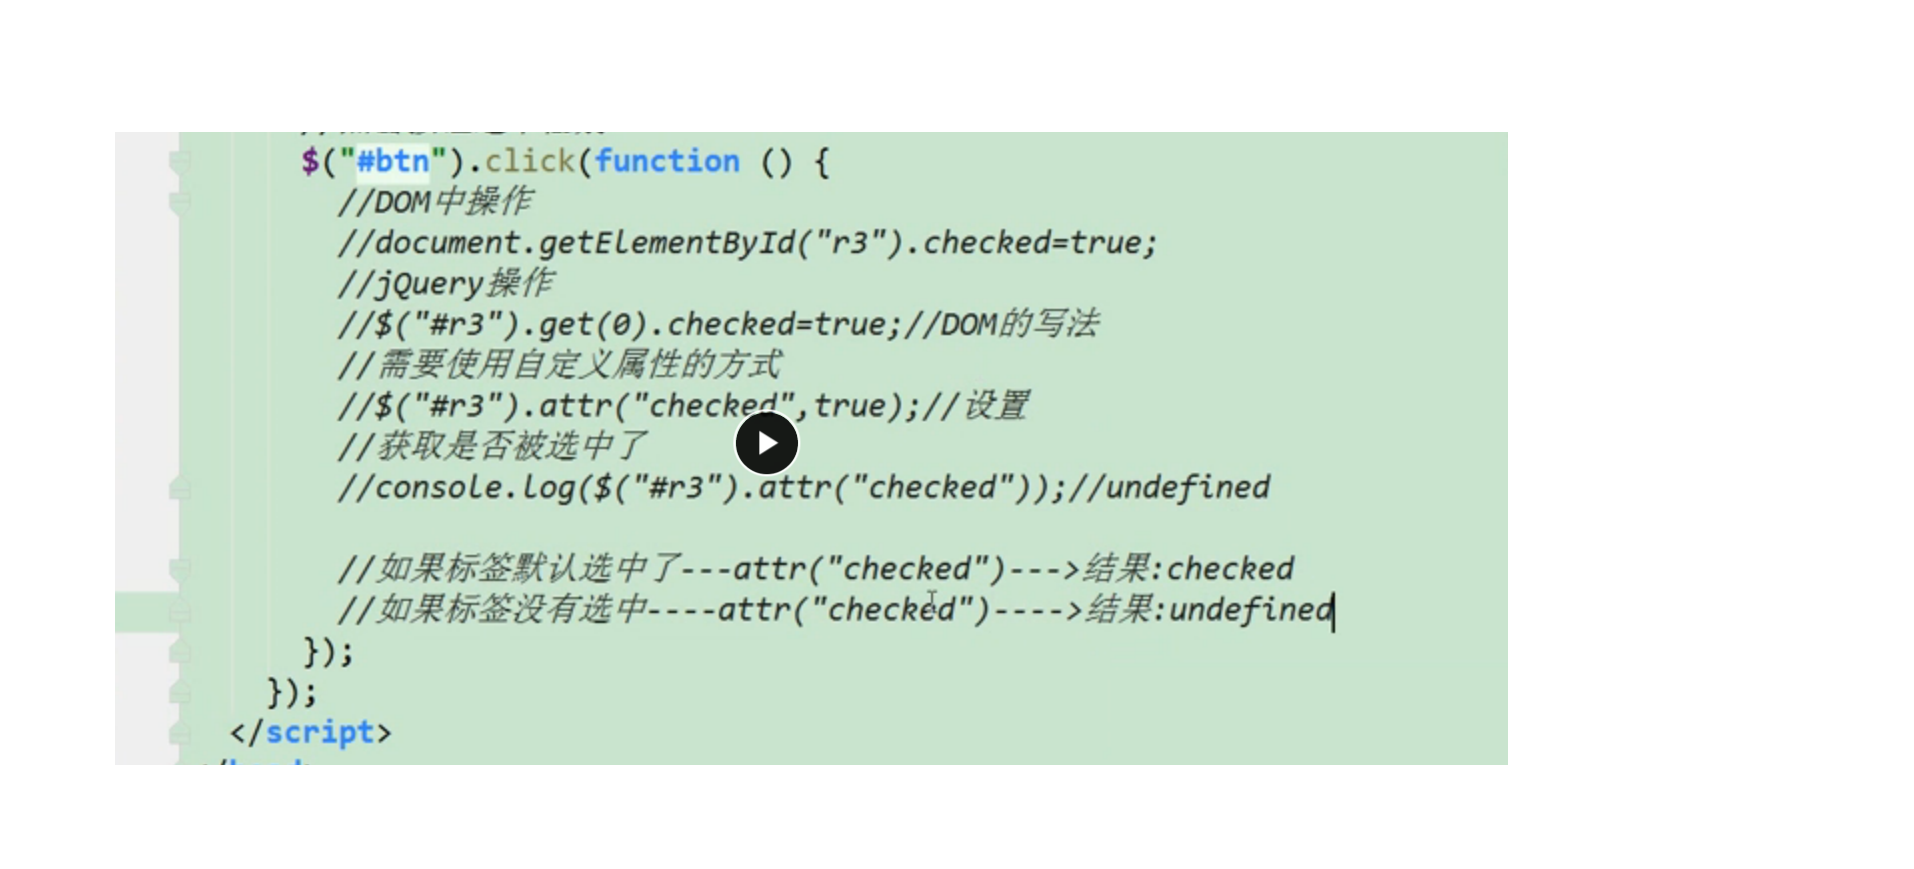 $("#btn").click(function () {
//DOM中操作
//document.getElementById("r3").checked=true;
//jQuery操作
//$("#r3").get(0).checked=true;//DOM的写法
//需要使用自定义属性的方式
//$("#r3").attr("checked",true);//设置
//获取是否被选中了
//console.log($("#r3").attr("checked"));//undefined
//如果标签默认选中了---attr("checked")--->结果:checked
//如果标签没有选中----attr("checked")---->结果:undefined
});
});
</script>